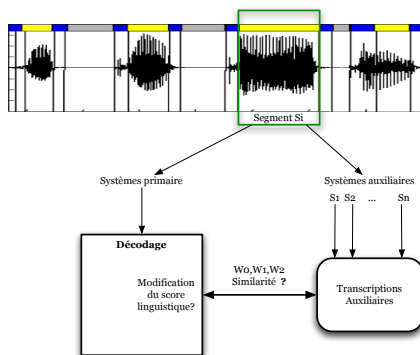 Segment Si
Systèmes primaire
Systèmes auxiliaires
S1 S2 ... Sn
Décodage
Modification
du score
linguistique?
W0,W1,W2
Similarité ?
Transcriptions
Auxiliaires